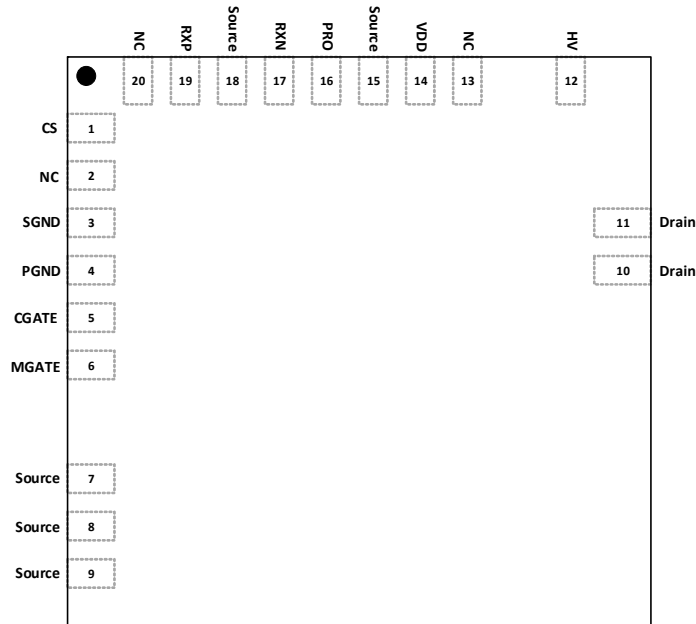 NC
RXP
Source
RXN
PRO
Source
VDD
NC
HV
20
19
18
17
16
15
14
13
12
CS 1
NC 2
SGND 3
11 Drain
PGND 4
10 Drain
CGATE 5
MGATE 6
Source 7
Source 8
Source 9